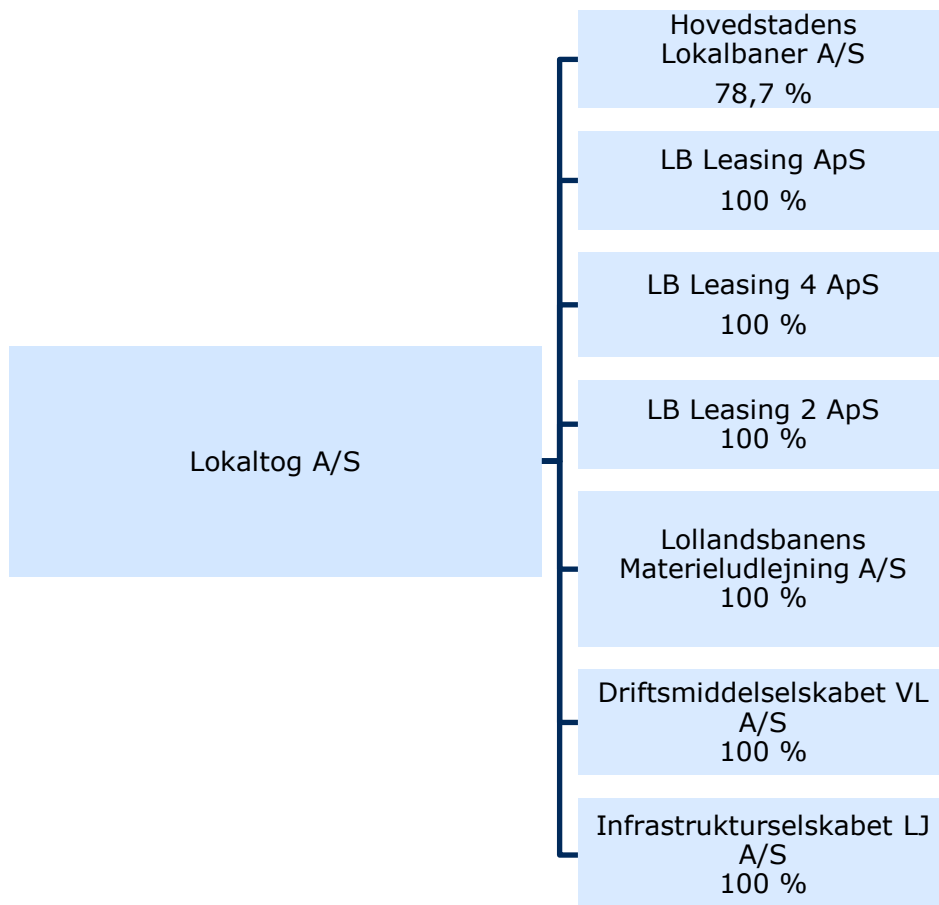 Lokaltog A/S
Hovedstadens
Lokalbaner A/S
78,7 %
LB Leasing ApS
100 %
LB Leasing 4 ApS
100 %
LB Leasing 2 ApS
100 %
Lollandsbanens
Materieludlejning A/S
100 %
Driftsmiddelselskabet VL
A/S
100 %
Infrastrukturselskabet LJ
A/S
100 %